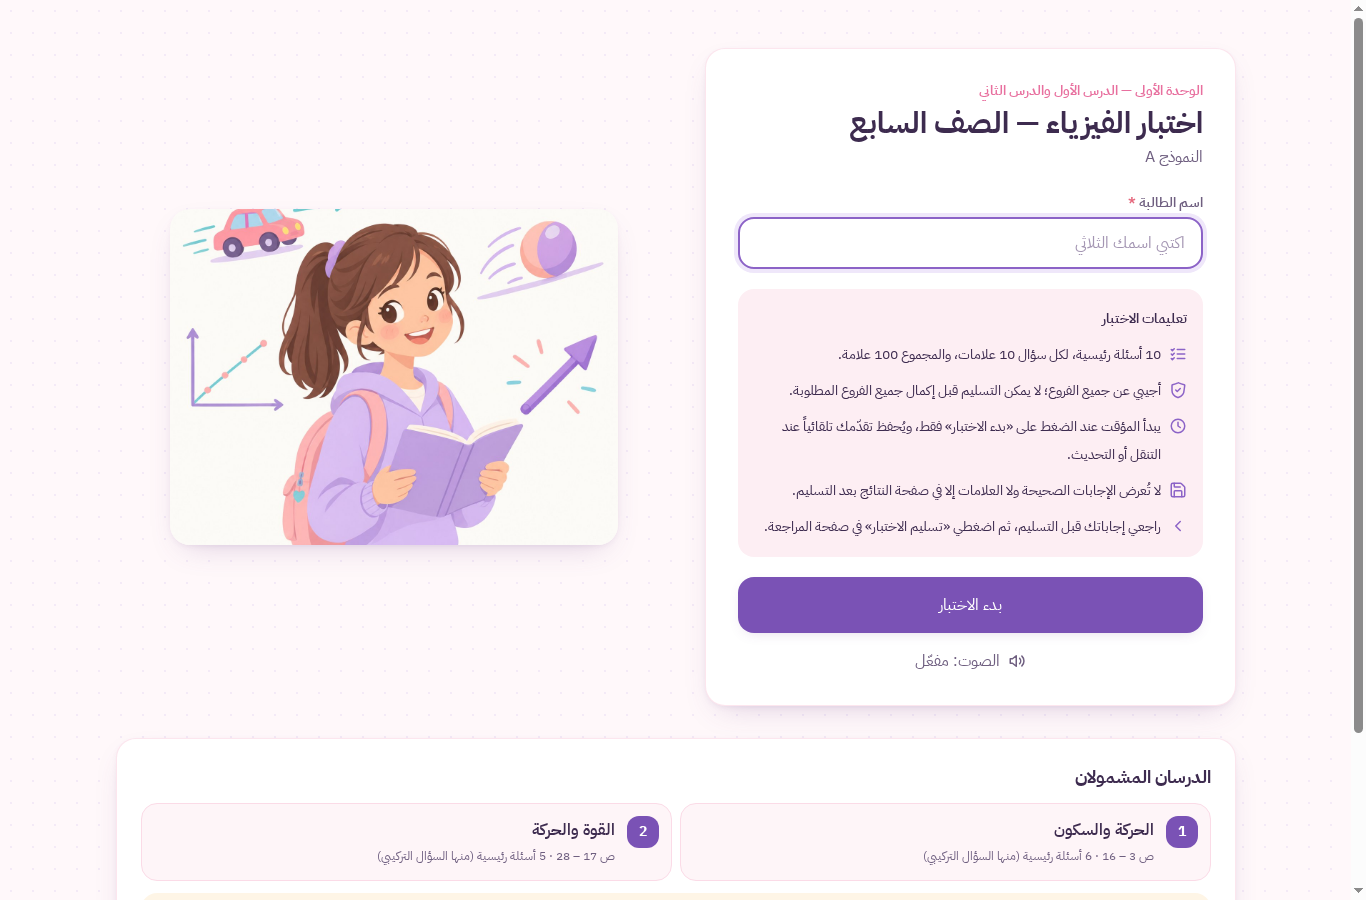 الوحدة الأولى — الدرس الأول والدرس الثاني
اختبار الفيزياء — الصف السابع
النموذج A
اسم الطالبة *
اكتبي اسمك الثلاثي
تعليمات الاختبار
10 أسئلة رئيسية، لكل سؤال 10 علامات، والمجموع 100 علامة.
أجيبي عن جميع الفروع؛ لا يمكن التسليم قبل إكمال جميع الفروع المطلوبة.
يبدأ المؤقت عند الضغط على «بدء الاختبار» فقط، ويُحفظ تقدّمك تلقائياً عند
التنقل أو التحديث.
لا تُعرض الإجابات الصحيحة ولا العلامات إلا في صفحة النتائج بعد التسليم.
راجعي إجاباتك قبل التسليم، ثم اضغطي «تسليم الاختبار» في صفحة المراجعة.
بدء الاختبار
الصوت: مفعّل
الدرسان المشمولان
1
الحركة والسكون
ص 3 – 16 · 6 أسئلة رئيسية (منها السؤال التركيبي)
2
القوة والحركة
ص 17 – 28 · 5 أسئلة رئيسية (منها السؤال التركيبي)